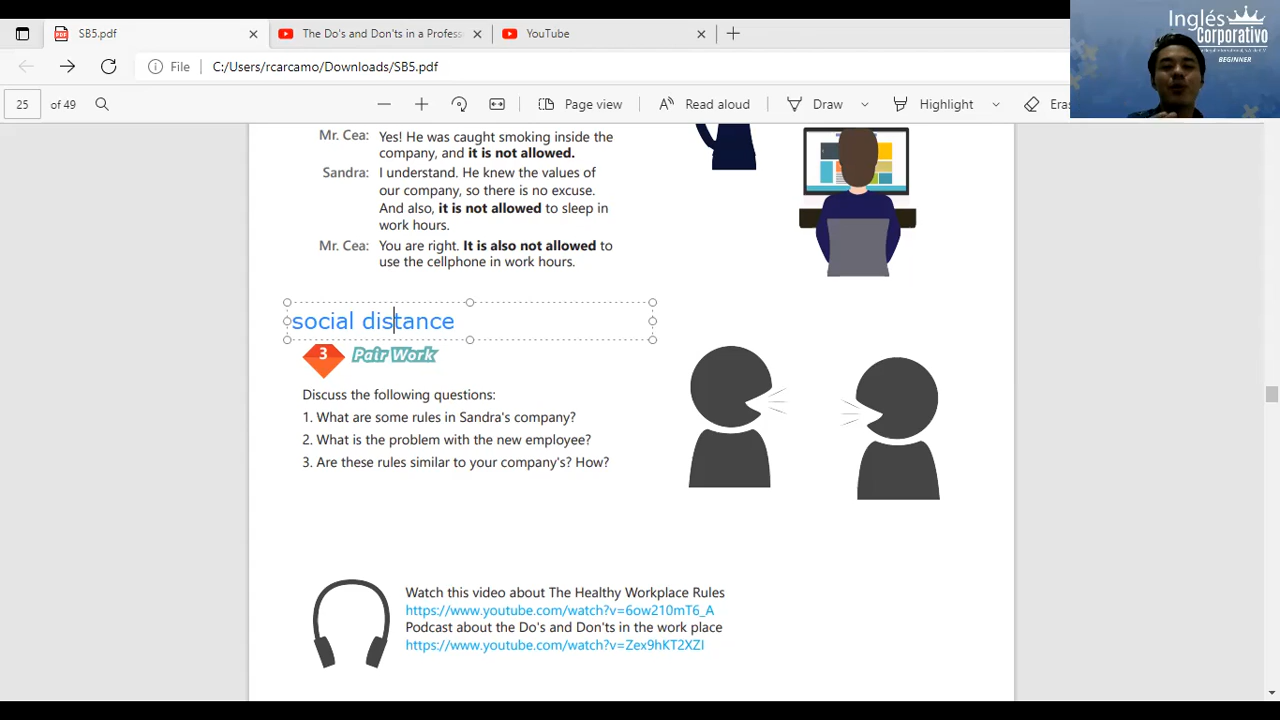 SB5.pdf
The Do's and Don'ts in a Profess
YouTube
File
C:/Users/rcarcamo/Downloads/SB5.pdf
25
of 49
Page view
Read aloud
Draw
Highlight
Eras
Inglés
Corporativo
BEGINNER
Mr. Cea: Yes! He was caught smoking inside the
company, and it is not allowed.
Sandra: I understand. He knew the values of
our company, so there is no excuse.
And also, it is not allowed to sleep in
work hours.
Mr. Cea: You are right. It is also not allowed to
use the cellphone in work hours.
social distance
3 Pair Work
Discuss the following questions:
1. What are some rules in Sandra's company?
2. What is the problem with the new employee?
3. Are these rules similar to your company's? How?
Watch this video about The Healthy Workplace Rules
https://www.youtube.com/watch?v=6ow210mT6_A
Podcast about the Do's and Don'ts in the work place
https://www.youtube.com/watch?v=Zex9hKT2XZI